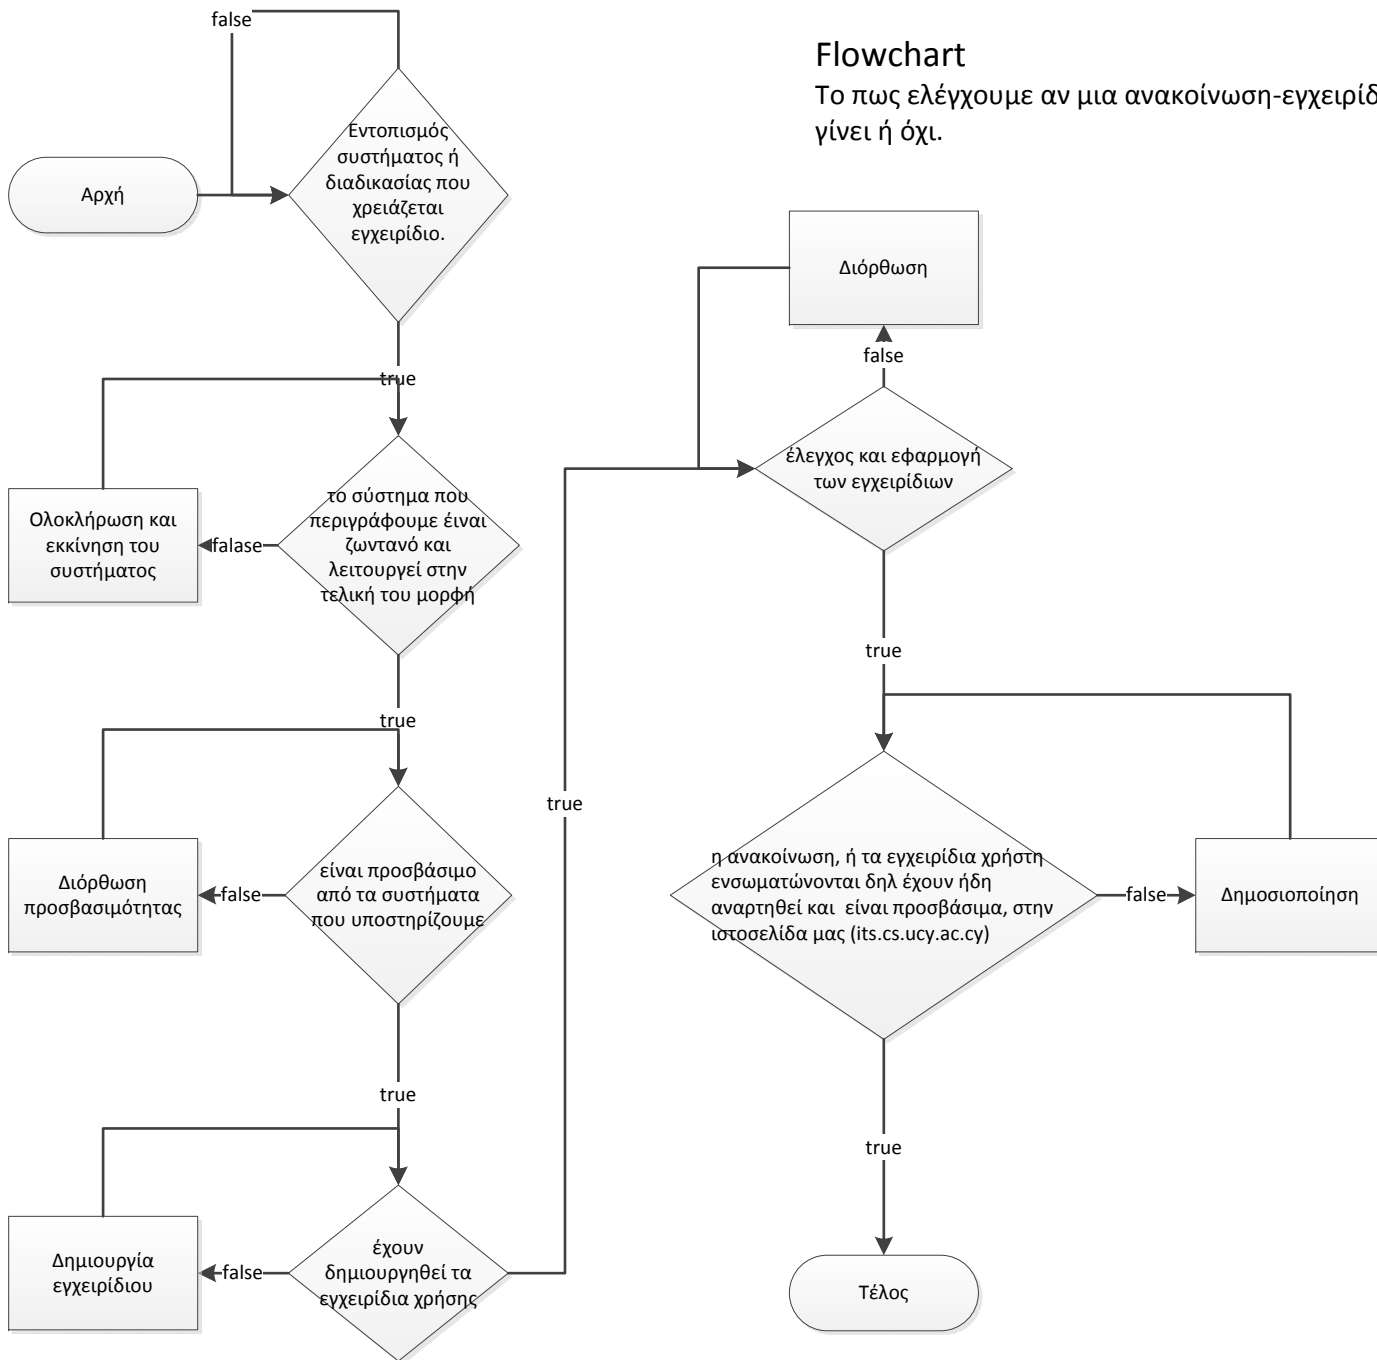 false
Flowchart
Το πως ελέγχουμε αν μια ανακοίνωση-εγχειρίδ
γίνει ή όχι.
Αρχή
Εντοπισμός
συστήματος ή
διαδικασίας που
χρειάζεται
εγχειρίδιο.
true
Ολοκλήρωση και
εκκίνηση του
συστήματος
falase
το σύστημα που
περιγράφουμε έιναι
ζωντανό και
λειτουργεί στην
τελική του μορφή
true
Διόρθωση
προσβασιμότητας
false
είναι προσβάσιμο
από τα συστήματα
που υποστηρίζουμε
true
Δημιουργία
εγχειρίδιου
false
έχουν
δημιουργηθεί τα
εγχειρίδια χρήσης
true
Διόρθωση
false
έλεγχος και εφαρμογή
των εγχειρίδιων
true
η ανακοίνωση, ή τα εγχειρίδια χρήστη
ενσωματώνονται δηλ έχουν ήδη
αναρτηθεί και  είναι προσβάσιμα, στην
ιστοσελίδα μας (its.cs.ucy.ac.cy)
false
Δημοσιοποίηση
true
Τέλος